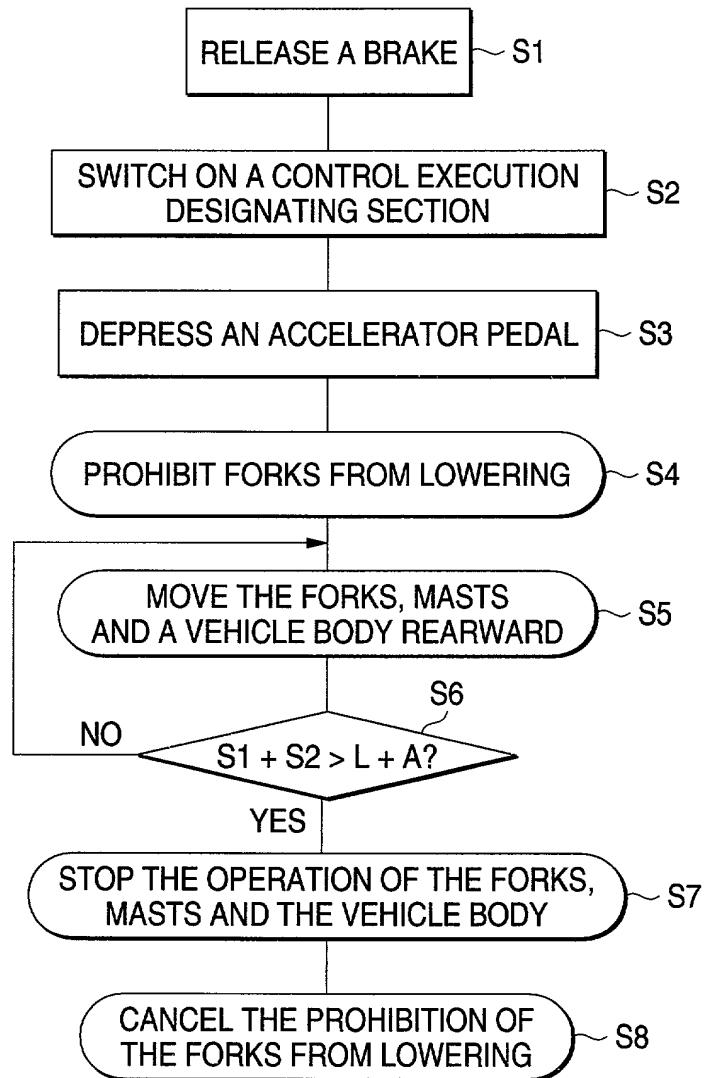 RELEASE A BRAKE
S1
SWITCH ON A CONTROL EXECUTION
DESIGNATING SECTION
S2
DEPRESS AN ACCELERATOR PEDAL
S3
PROHIBIT FORKS FROM LOWERING
S4
MOVE THE FORKS, MASTS
AND A VEHICLE BODY REARWARD
S5
S6
NO
S1 + S2 > L + A?
YES
STOP THE OPERATION OF THE FORKS,
MASTS AND THE VEHICLE BODY
S7
CANCEL THE PROHIBITION OF
THE FORKS FROM LOWERING
S8